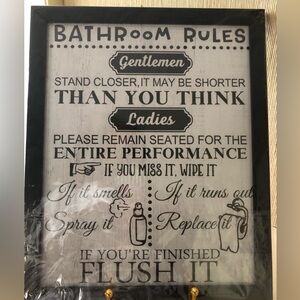 BATHROOM RULES
Gentlemen
STAND CLOSER, IT MAY BE SHORTER
THAN YOU THINK
Ladies
PLEASE REMAIN SEATED FOR THE
ENTIRE PERFORMANCE
IF YOU MISS IT, WIPE IT
If it smells
Spray it
If it runs out
Replace it
IF YOU'RE FINISHED
FLUSH IT